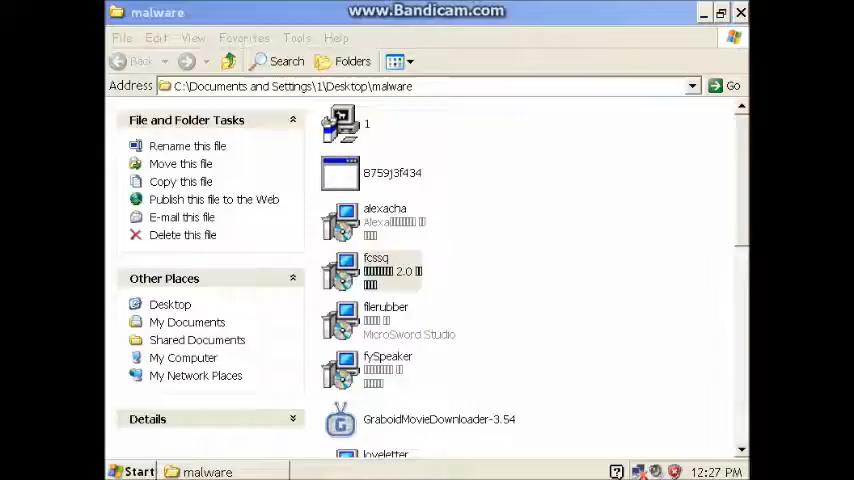 malware
www.Bandicam.com
File Edit View Favorites Tools Help
Back Search Folders
Address C:\Documents and Settings\1\Desktop\malware Go
File and Folder Tasks
Rename this file
Move this file
Copy this file
Publish this file to the Web
E-mail this file
Delete this file
Other Places
Desktop
My Documents
Shared Documents
My Computer
My Network Places
Details
1
8759j3f434
alexacha
Alexa
fcssq
2.0
filerubber
MicroSword Studio
fySpeaker
GraboidMovieDownloader-3.54
loveletter
Start malware 12:27 PM